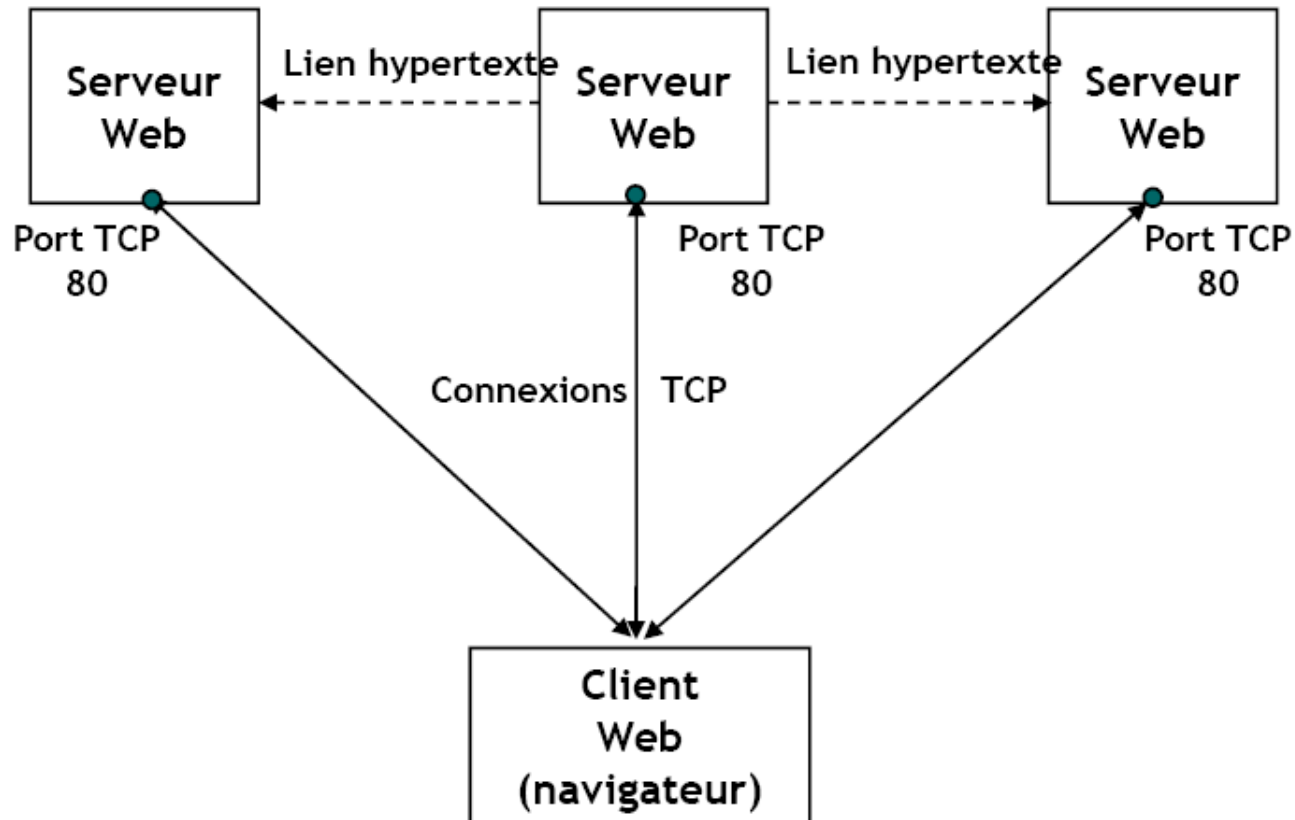 Serveur
Web
Lien hypertexte
Serveur
Web
Lien hypertexte
Serveur
Web
Port TCP
80
Port TCP
80
Port TCP
80
Connexions TCP
Client
Web
(navigateur)